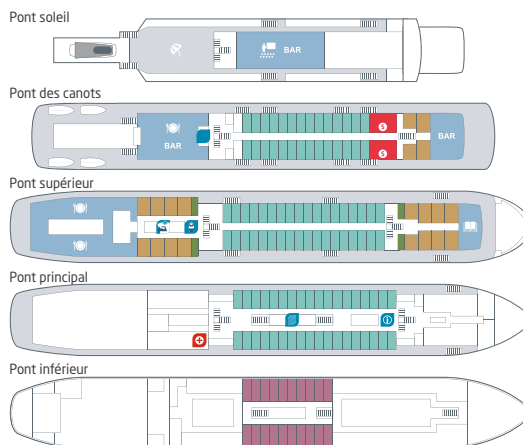 Pont soleil
BAR
Pont des canots
BAR
S
S
BAR
Pont supérieur
Pont principal
i
Pont inférieur